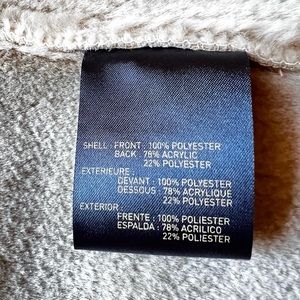 SHELL : FRONT : 100% POLYESTER
BACK : 78% ACRYLIC
22% POLYESTER
EXTERIEURE :
DEVANT : 100% POLYESTER
DESSOUS : 78% ACRYLIQUE
22% POLYESTER
EXTERIOR :
FRENTE : 100% POLIESTER
ESPALDA : 78% ACRILICO
22% POLIESTER